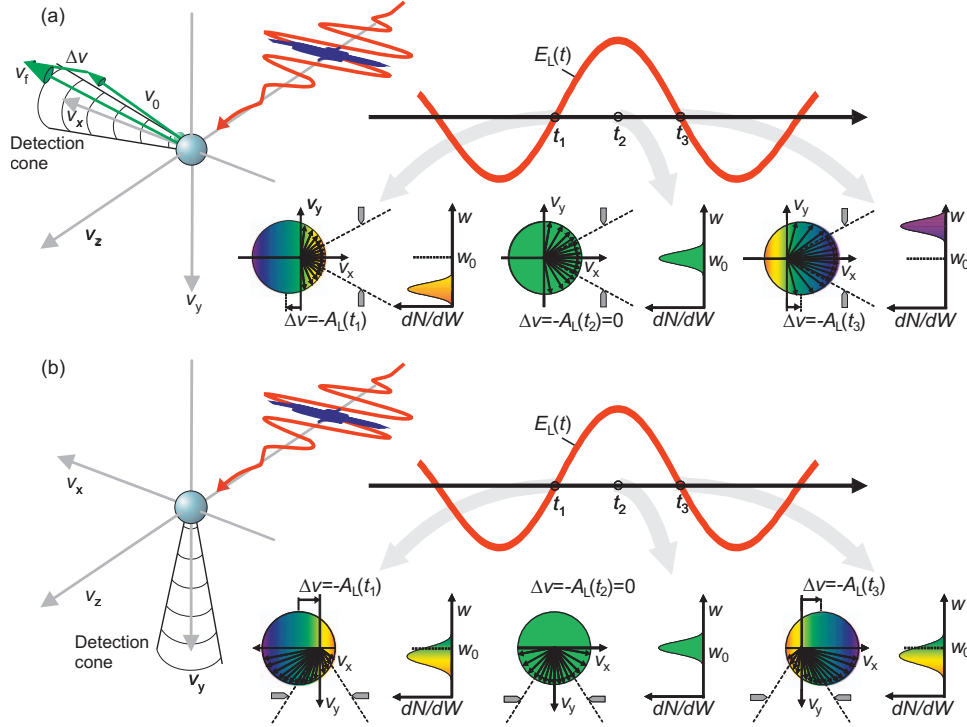 (a)
Δv
v_f
v_0
v_x
Detection
cone
v_z
v_y
E_L(t)
t_1 t_2 t_3
v_y
v_x
w
w_0
Δv=-A_L(t_1)
dN/dW
v_y
v_x
w
w_0
Δv=-A_L(t_2)=0
dN/dW
v_y
v_x
w
w_0
Δv=-A_L(t_3)
dN/dW
(b)
v_x
v_z
Detection
cone
v_y
E_L(t)
t_1 t_2 t_3
Δv=-A_L(t_1)
w
w_0
v_x
v_y
dN/dW
Δv=-A_L(t_2)=0
w
w_0
v_x
v_y
dN/dW
Δv=-A_L(t_3)
w
w_0
v_x
v_y
dN/dW